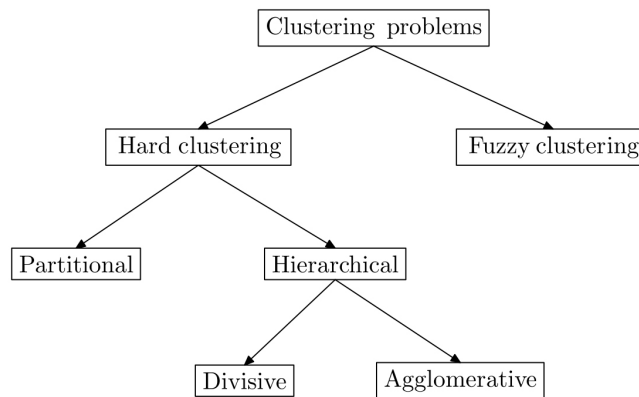 Clustering problems
Hard clustering
Fuzzy clustering
Partitional
Hierarchical
Divisive
Agglomerative